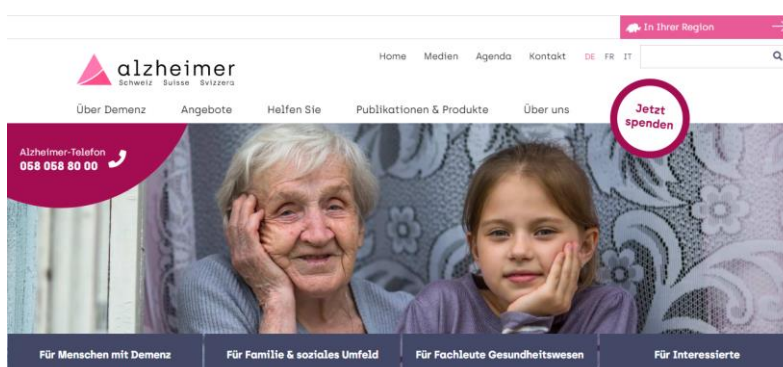 In Ihrer Region
Home Medien Agenda Kontakt DE FR IT
alzheimer
Schweiz Suisse Svizzera
Über Demenz Angebote Helfen Sie Publikationen & Produkte Über uns
Jetzt
spenden
Alzheimer-Telefon
058 058 80 00
Für Menschen mit Demenz Für Familie & soziales Umfeld Für Fachleute Gesundheitswesen Für Interessierte